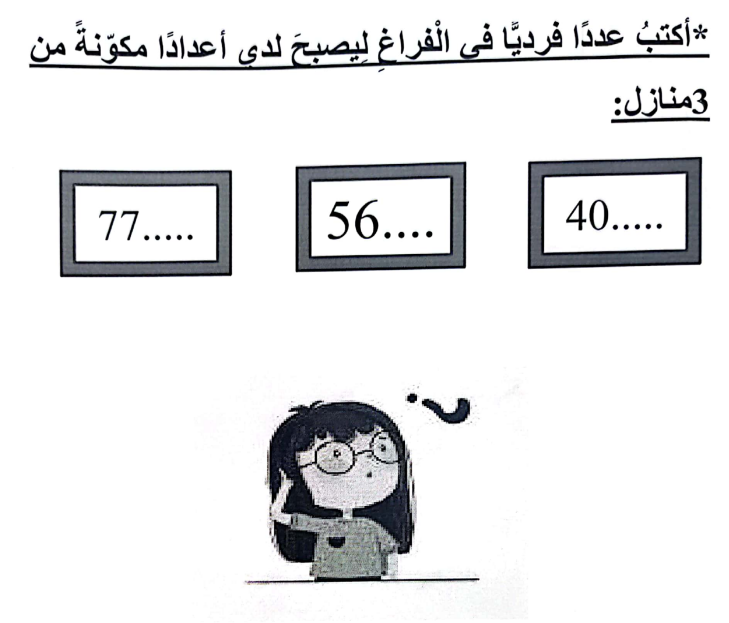 *أكتبُ عددًا فرديًّا في الْفراغِ لِيصبحَ لدي أعدادًا مكوّنةً من
3منازل:
40..... 56.... 77.....
؟